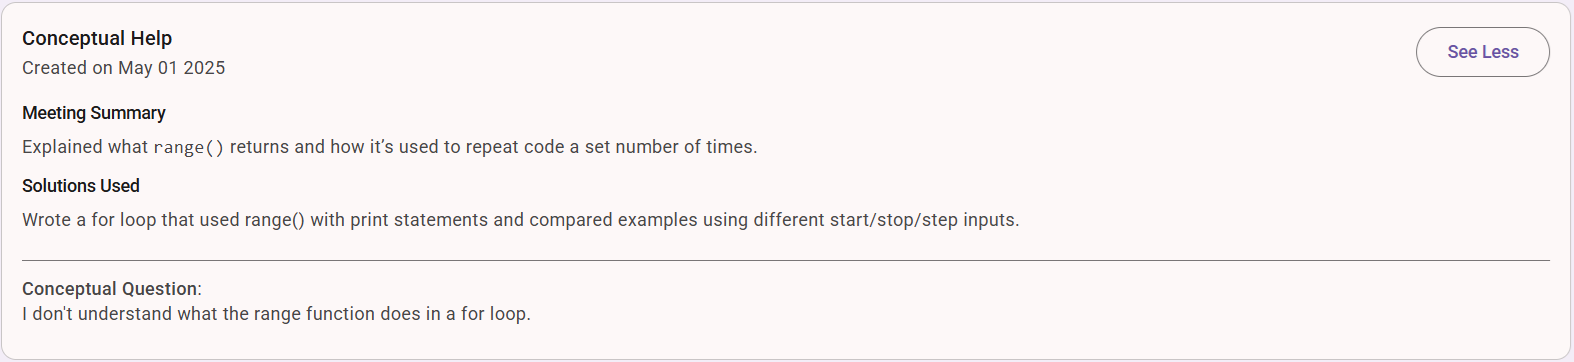 Conceptual Help
See Less
Created on May 01 2025
Meeting Summary
Explained what range() returns and how it’s used to repeat code a set number of times.
Solutions Used
Wrote a for loop that used range() with print statements and compared examples using different start/stop/step inputs.
Conceptual Question:
I don't understand what the range function does in a for loop.